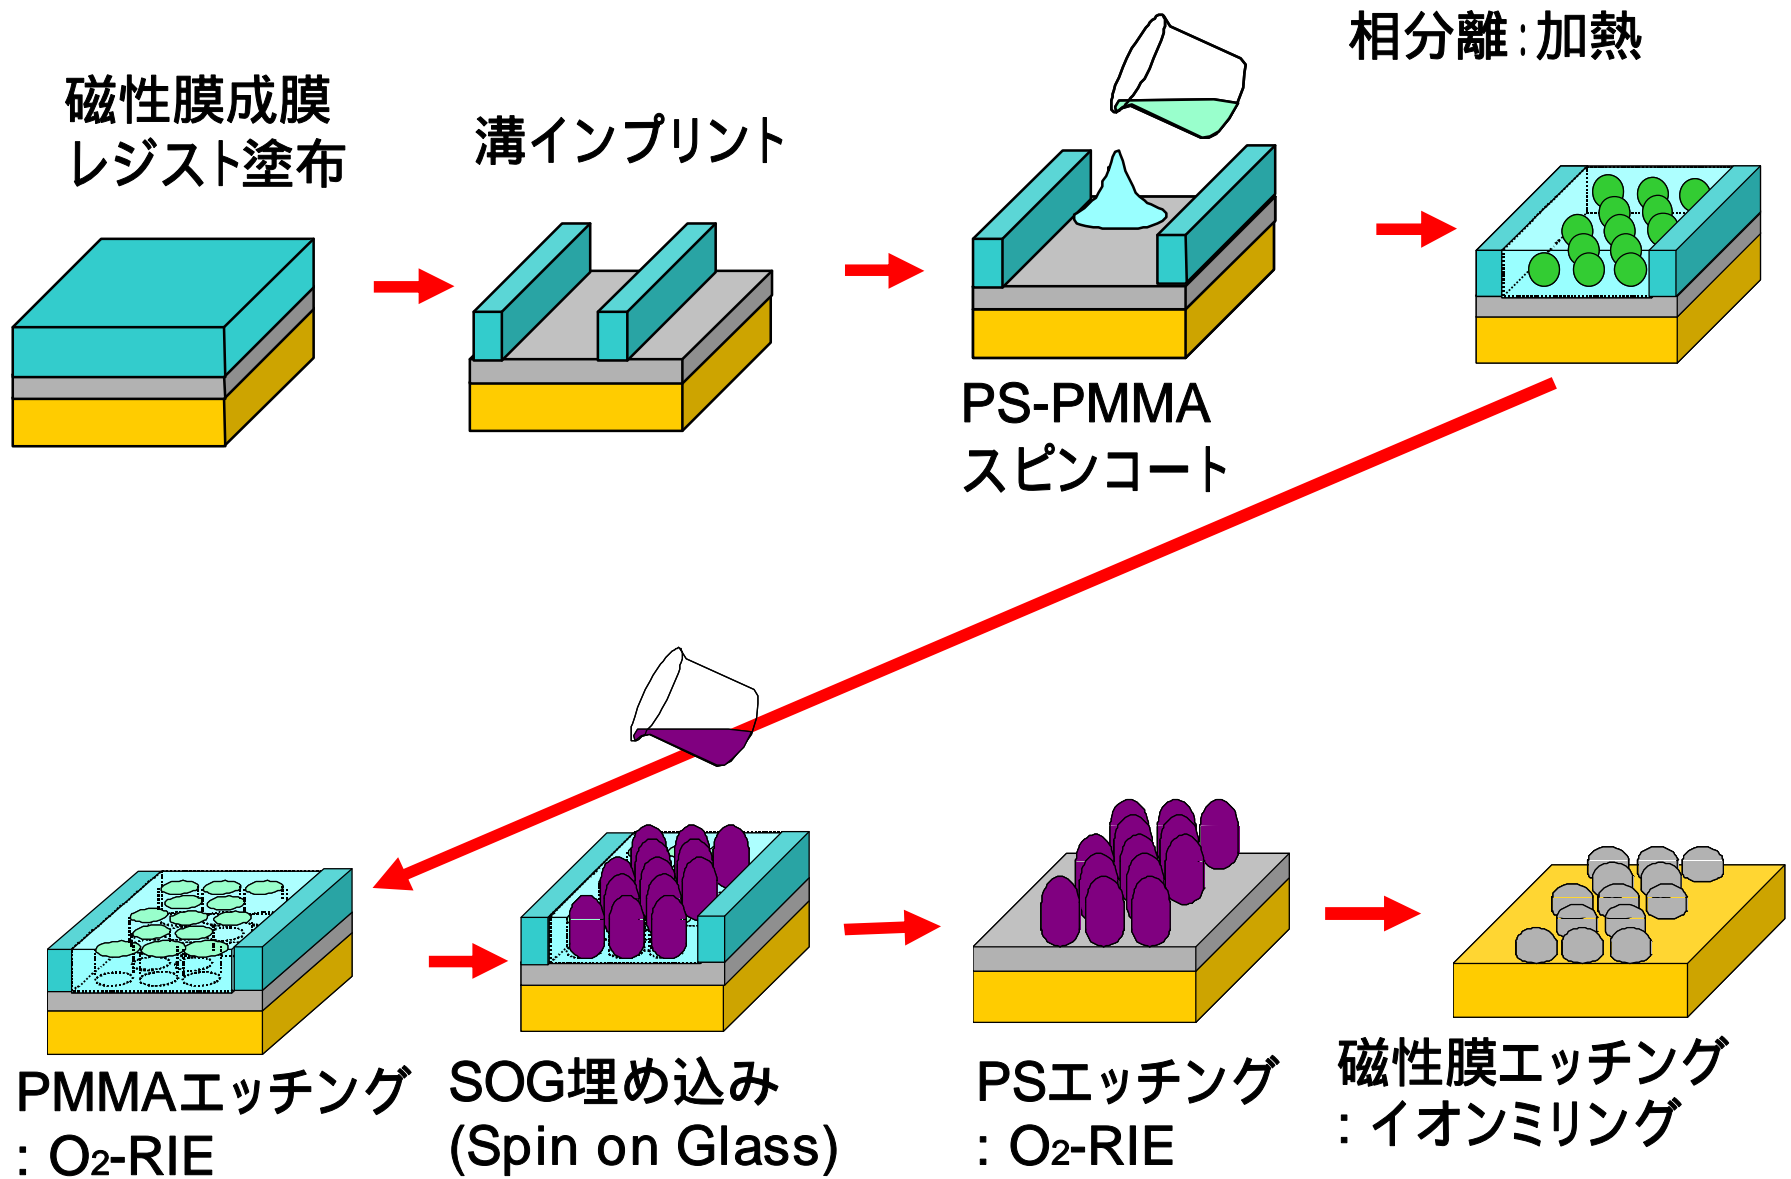 磁性膜成膜
レジスト塗布
溝インプリント
PS-PMMA
スピンコート
相分離:加熱
PMMAエッチング
: O2-RIE
SOG埋め込み
(Spin on Glass)
PSエッチング
: O2-RIE
磁性膜エッチング
: イオンミリング